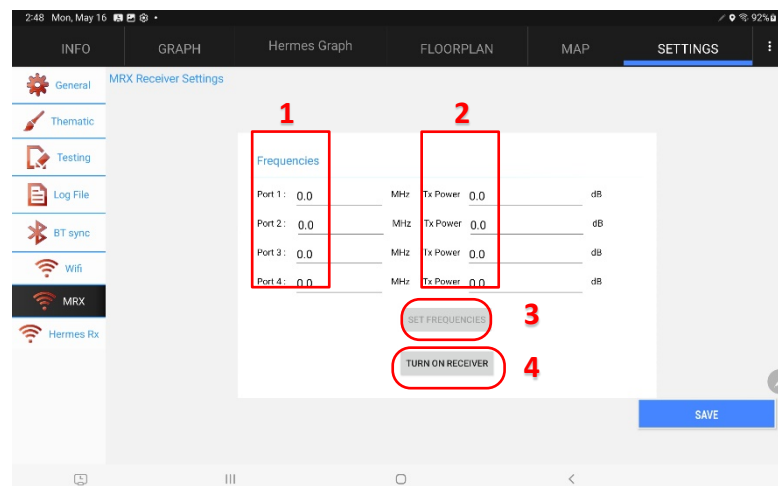 2:48 Mon, May 16 92%
INFO GRAPH Hermes Graph FLOORPLAN MAP SETTINGS
General
MRX Receiver Settings
Thematic
Testing
Log File
BT sync
Wifi
MRX
Hermes Rx
1 2
Frequencies
Port 1 : 0.0 MHz Tx Power 0.0 dB
Port 2 : 0.0 MHz Tx Power 0.0 dB
Port 3 : 0.0 MHz Tx Power 0.0 dB
Port 4 : 0.0 MHz Tx Power 0.0 dB
SET FREQUENCIES 3
TURN ON RECEIVER 4
SAVE